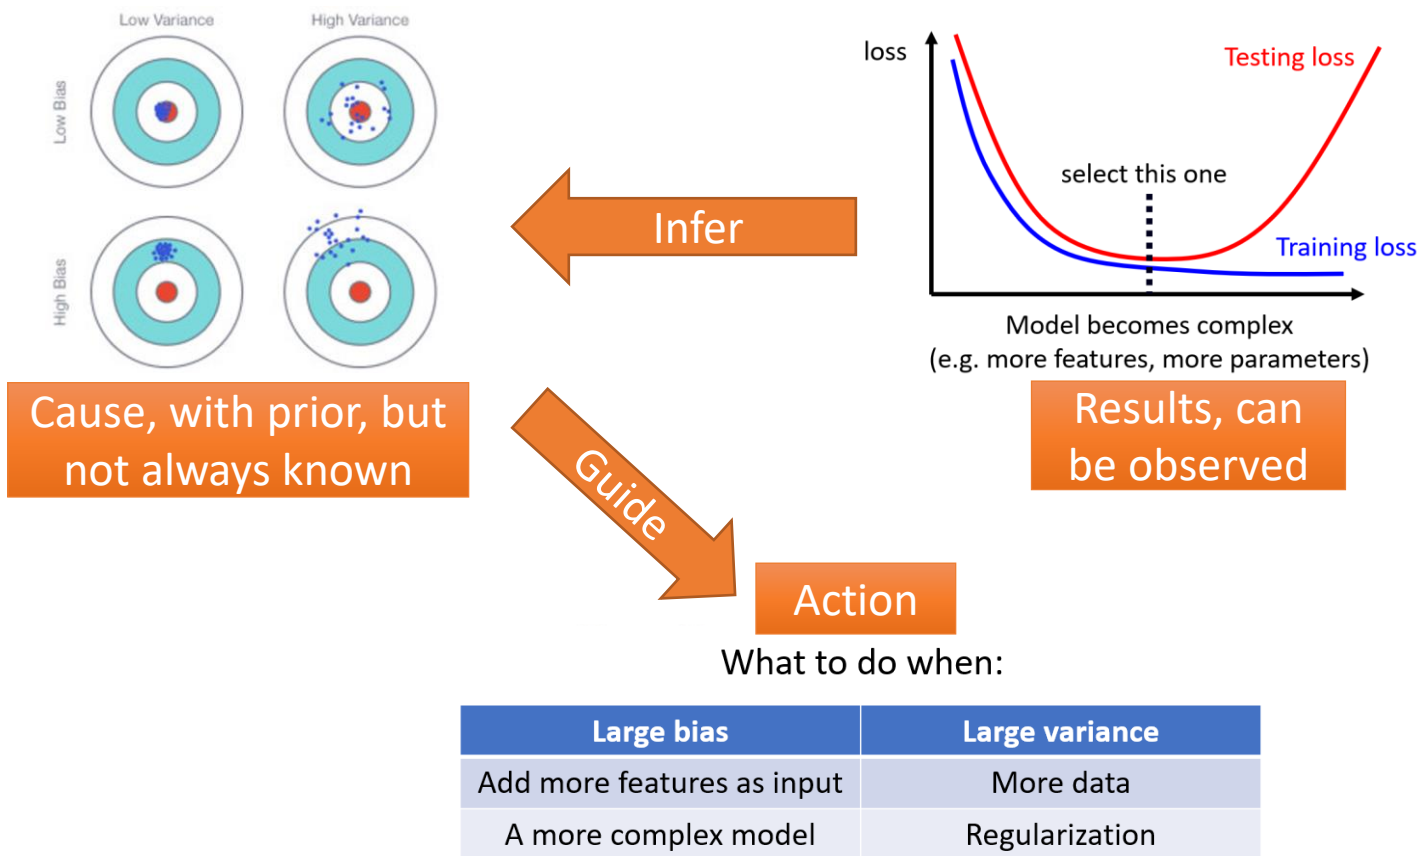 Low Variance
High Variance
Low Bias
High Bias
Infer
loss
Testing loss
select this one
Training loss
Model becomes complex
(e.g. more features, more parameters)
Cause, with prior, but
not always known
Results, can
be observed
Guide
Action
What to do when:
Large bias
Large variance
Add more features as input
More data
A more complex model
Regularization